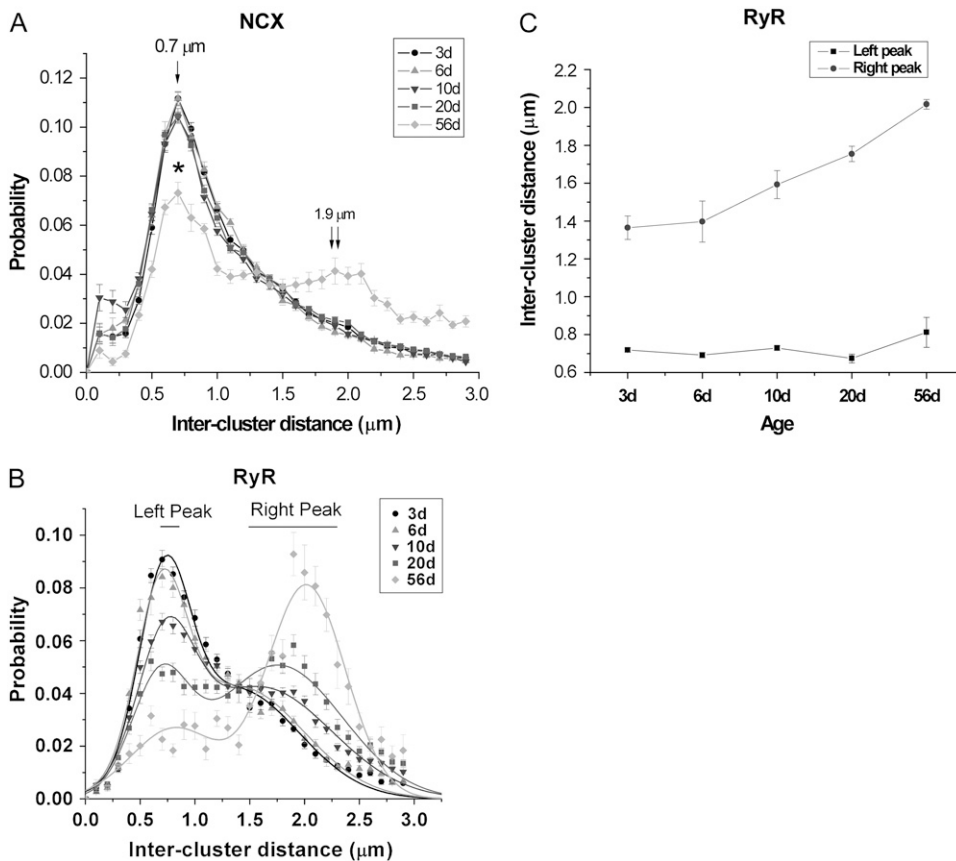 A
NCX
0.7 μm
3d
6d
10d
20d
56d
*
1.9 μm
Probability
0.12
0.10
0.08
0.06
0.04
0.02
0.00
0.0 0.5 1.0 1.5 2.0 2.5 3.0
Inter-cluster distance (μm)
C
RyR
Left peak
Right peak
Inter-cluster distance (μm)
2.2
2.0
1.8
1.6
1.4
1.2
1.0
0.8
0.6
3d 6d 10d 20d 56d
Age
B
RyR
Left Peak Right Peak
3d
6d
10d
20d
56d
Probability
0.10
0.08
0.06
0.04
0.02
0.00
0.0 0.5 1.0 1.5 2.0 2.5 3.0
Inter-cluster distance (μm)